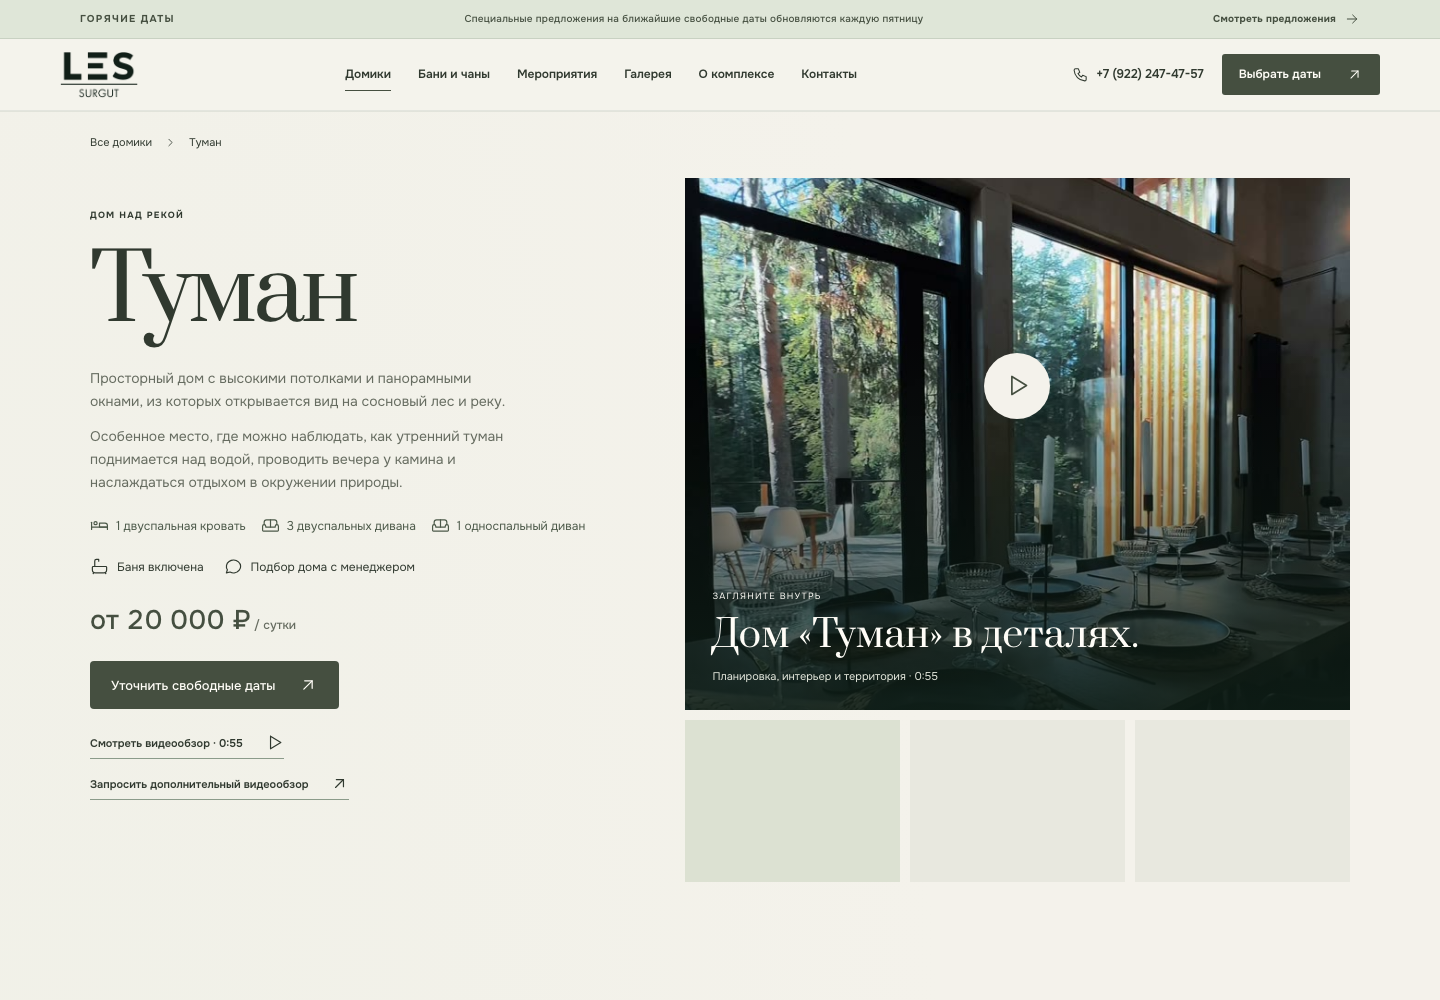 ГОРЯЧИЕ ДАТЫ
Специальные предложения на ближайшие свободные даты обновляются каждую пятницу
Смотреть предложения
LES
SURGUT
Домики
Бани и чаны
Мероприятия
Галерея
О комплексе
Контакты
+7 (922) 247-47-57
Выбрать даты
Все домики
Туман
ДОМ НАД РЕКОЙ
Туман
Просторный дом с высокими потолками и панорамными
окнами, из которых открывается вид на сосновый лес и реку.
Особенное место, где можно наблюдать, как утренний туман
поднимается над водой, проводить вечера у камина и
наслаждаться отдыхом в окружении природы.
1 двуспальная кровать
3 двуспальных дивана
1 односпальный диван
Баня включена
Подбор дома с менеджером
от 20 000 ₽ / сутки
Уточнить свободные даты
Смотреть видеообзор · 0:55
Запросить дополнительный видеообзор
ЗАГЛЯНИТЕ ВНУТРЬ
Дом «Туман» в деталях.
Планировка, интерьер и территория · 0:55